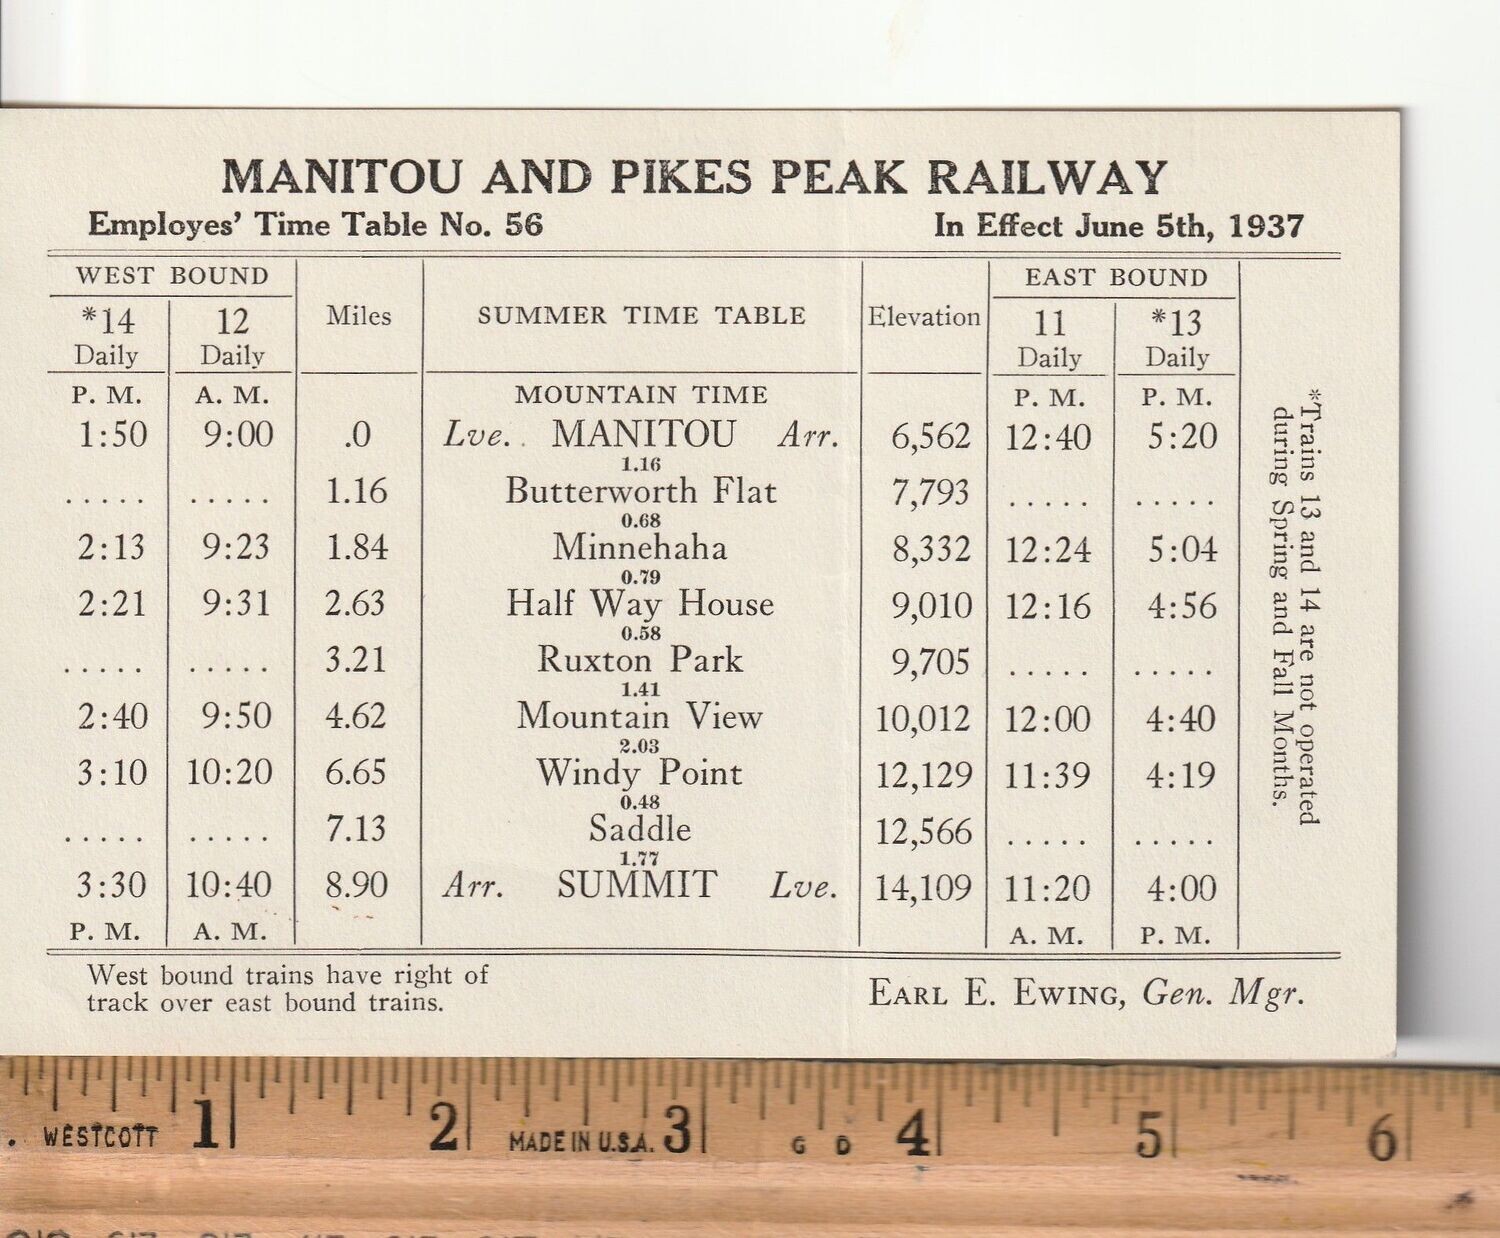 MANITOU AND PIKES PEAK RAILWAY
Employes' Time Table No. 56 In Effect June 5th, 1937
WEST BOUND EAST BOUND
*14 12 Miles SUMMER TIME TABLE Elevation 11 *13
Daily Daily Daily Daily
P. M. A. M. MOUNTAIN TIME P. M. P. M.
1:50 9:00 .0 Lve. . MANITOU Arr. 6,562 12:40 5:20
1.16
..... ..... 1.16 Butterworth Flat 7,793 ..... .....
0.68
2:13 9:23 1.84 Minnehaha 8,332 12:24 5:04
0.79
2:21 9:31 2.63 Half Way House 9,010 12:16 4:56
0.58
..... ..... 3.21 Ruxton Park 9,705 ..... .....
1.41
2:40 9:50 4.62 Mountain View 10,012 12:00 4:40
2.03
3:10 10:20 6.65 Windy Point 12,129 11:39 4:19
0.48
..... ..... 7.13 Saddle 12,566 ..... .....
1.77
3:30 10:40 8.90 Arr. SUMMIT Lve. 14,109 11:20 4:00
P. M. A. M. A. M. P. M.
*Trains 13 and 14 are not operated
during Spring and Fall Months.
West bound trains have right of
track over east bound trains.
EARL E. EWING, Gen. Mgr.
1 2 3 4 5 6
WESTCOTT MADE IN U.S.A. G D